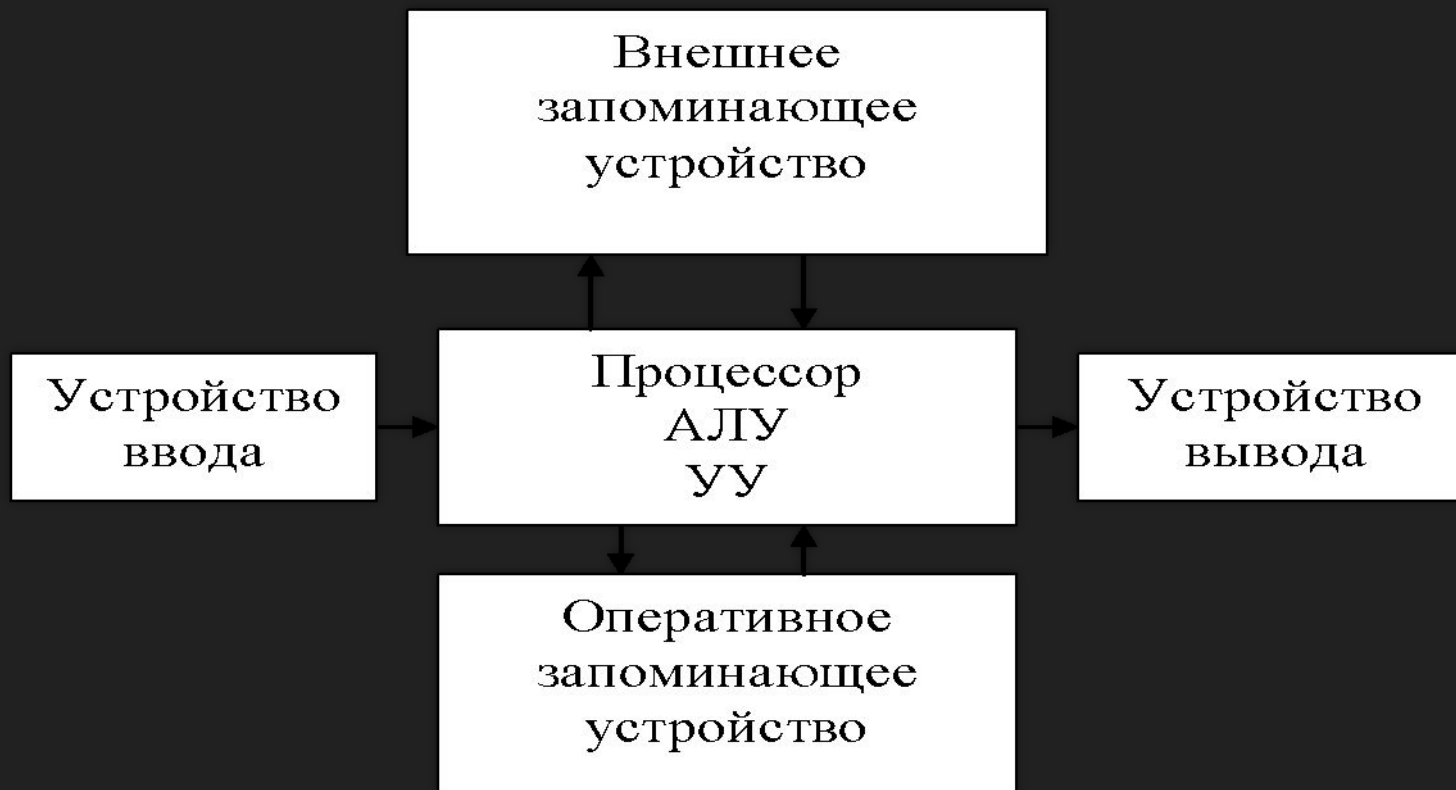 Внешнее
запоминающее
устройство
Устройство
ввода
Процессор
АЛУ
УУ
Устройство
вывода
Оперативное
запоминающее
устройство